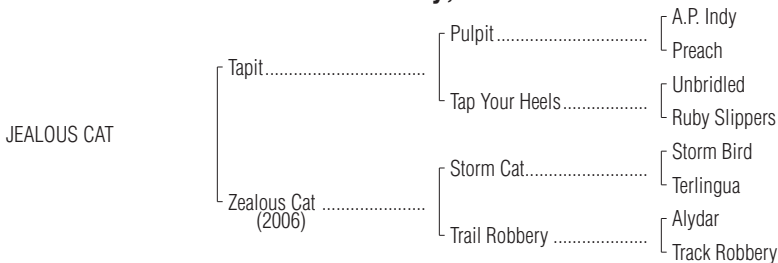 JEALOUS CAT
Tapit
Pulpit
A.P. Indy
Preach
Tap Your Heels
Unbridled
Ruby Slippers
Zealous Cat
(2006)
Storm Cat
Storm Bird
Terlingua
Trail Robbery
Alydar
Track Robbery